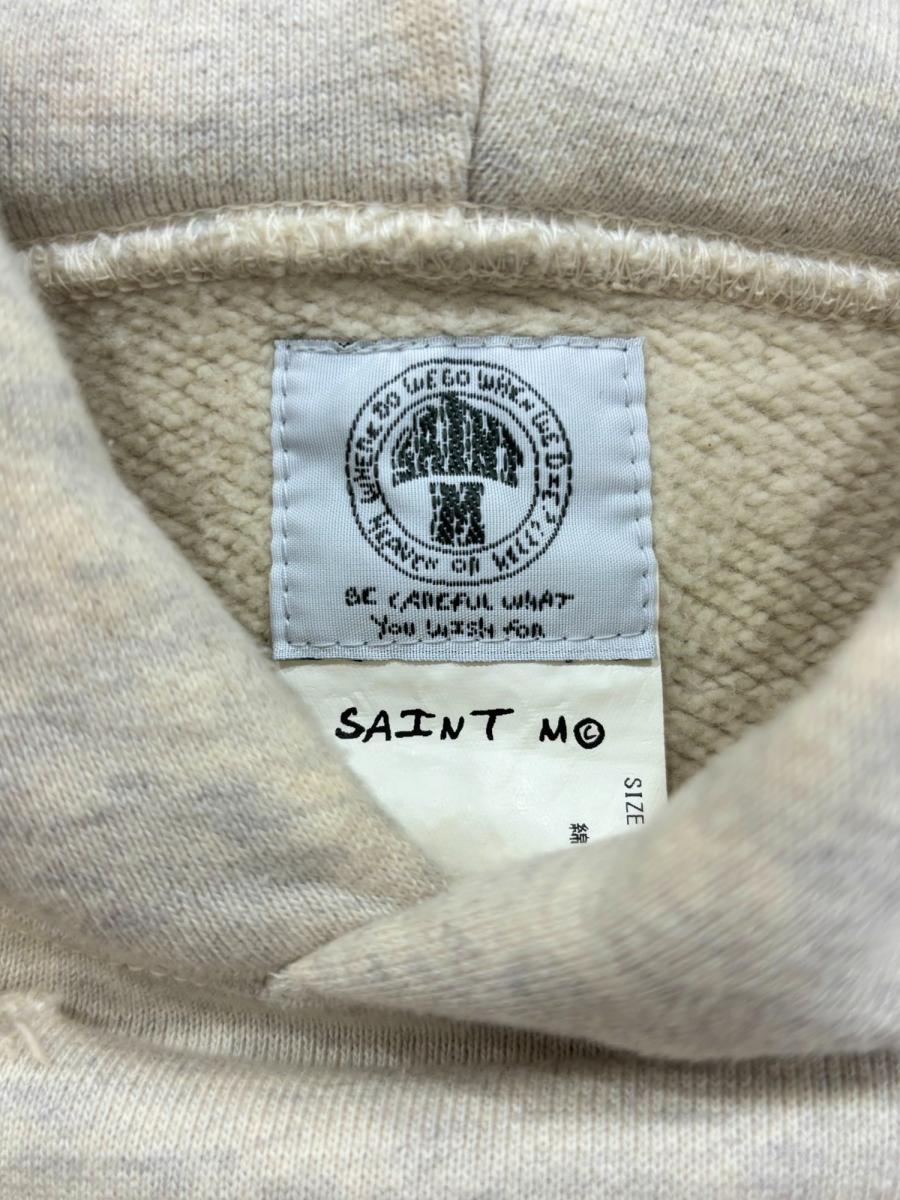 WHERE DO WE GO WHEN WE DIE? HEAVEN OR HELL?
SAINT
M
BE CAREFUL WHAT
YOU WISH FOR
SAINT M©
SIZE
綿